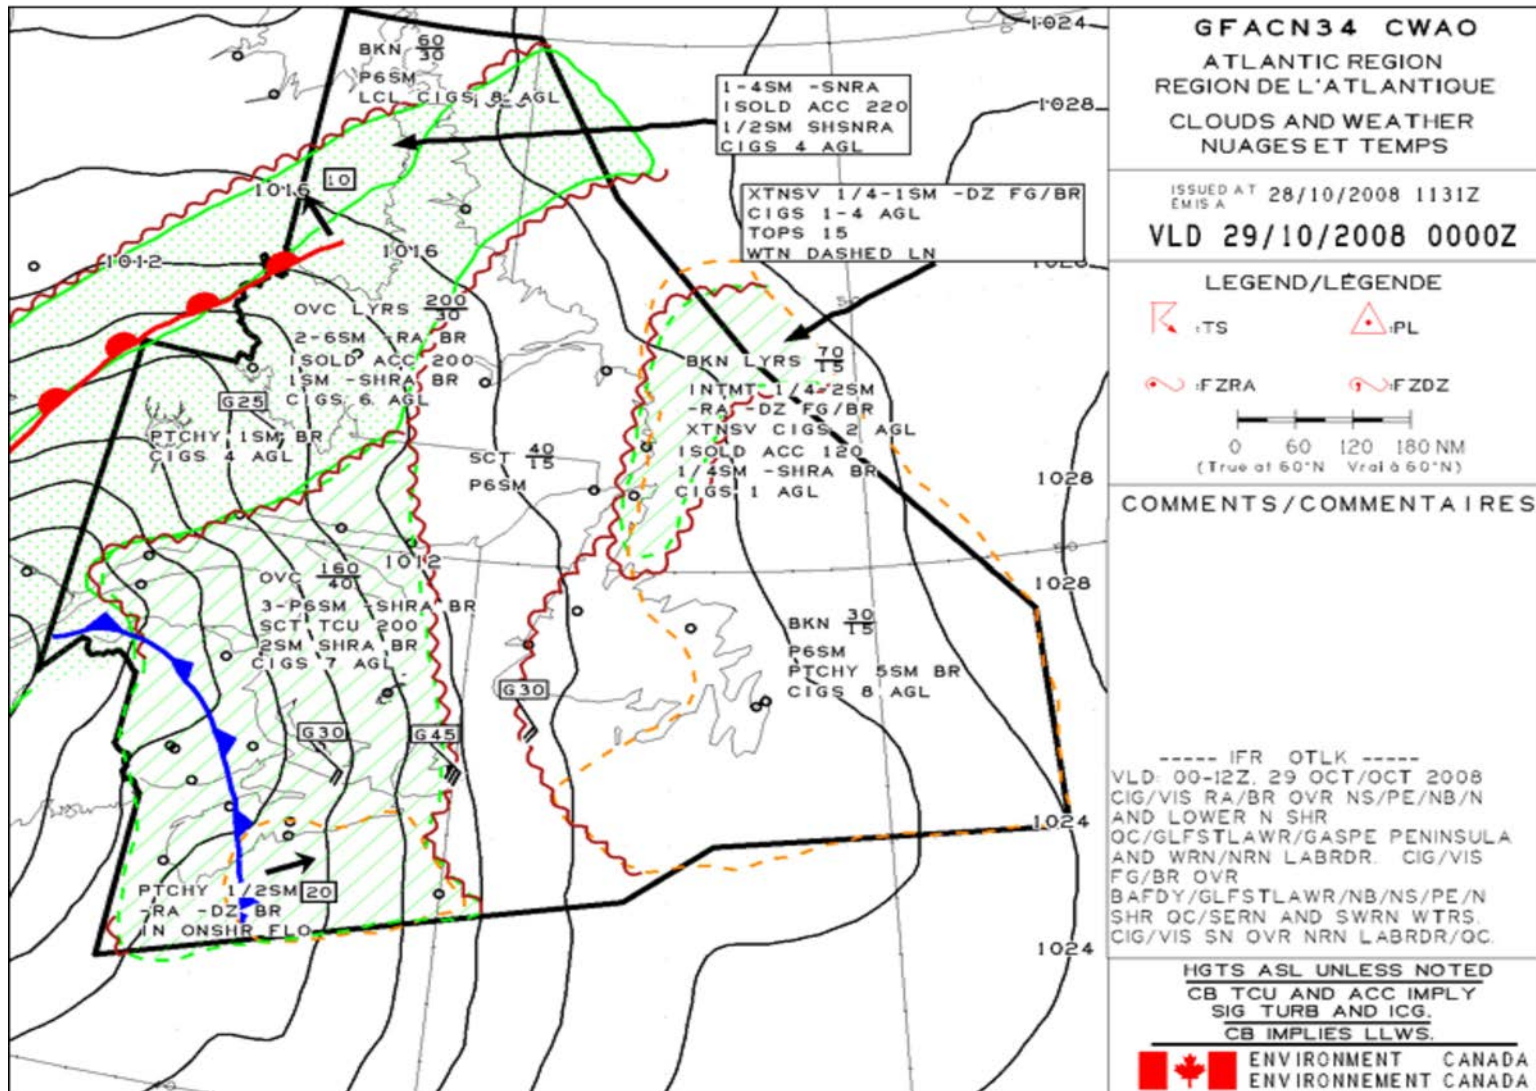 1024
BKN 60
30
P6SM
LCL CIGS 8 AGL
1-4SM -SNRA
ISOLD ACC 220
1/2SM SHSNRA
CIGS 4 AGL
1028
10
1016
XTNSV 1/4-1SM -DZ FG/BR
CIGS 1-4 AGL
TOPS 15
WTN DASHED LN
1016
1012
OVC LYRS 200
30
2-6SM -RA BR
ISOLD ACC 200
1SM -SHRA BR
CIGS 6 AGL
G25
PTCHY 1SM BR
CIGS 4 AGL
SCT 40
15
P6SM
BKN LYRS 70
15
INTMT 1/4-2SM
-RA -DZ FG/BR
XTNSV CIGS 2 AGL
ISOLD ACC 120
1/4SM -SHRA BR
CIGS 1 AGL
1028
1012
OVC 160
40
3-P6SM -SHRA BR
SCT TCU 200
2SM SHRA BR
CIGS 7 AGL
1028
BKN 30
15
P6SM
PTCHY 5SM BR
CIGS 8 AGL
G30
G30
G45
1024
PTCHY 1/2SM
-RA -DZ BR
IN ONSHR FLO
20
1024
GFACN34 CWAO
ATLANTIC REGION
REGION DE L'ATLANTIQUE
CLOUDS AND WEATHER
NUAGES ET TEMPS
ISSUED AT 28/10/2008 1131Z
EMIS A
VLD 29/10/2008 0000Z
LEGEND/LÉGENDE
:TS :PL
:FZRA :FZDZ
0 60 120 180 NM
(True at 60°N Vrai à 60°N)
COMMENTS/COMMENTAIRES
----- IFR OTLK -----
VLD: 00-12Z, 29 OCT/OCT 2008
CIG/VIS RA/BR OVR NS/PE/NB/N
AND LOWER N SHR
QC/GLFSTLAWR/GASPE PENINSULA
AND WRN/NRN LABRDR. CIG/VIS
FG/BR OVR
BAFDY/GLFSTLAWR/NB/NS/PE/N
SHR QC/SERN AND SWRN WTRS.
CIG/VIS SN OVR NRN LABRDR/QC.
HGTS ASL UNLESS NOTED
CB TCU AND ACC IMPLY
SIG TURB AND ICG.
CB IMPLIES LLWS.
ENVIRONMENT CANADA
ENVIRONNEMENT CANADA